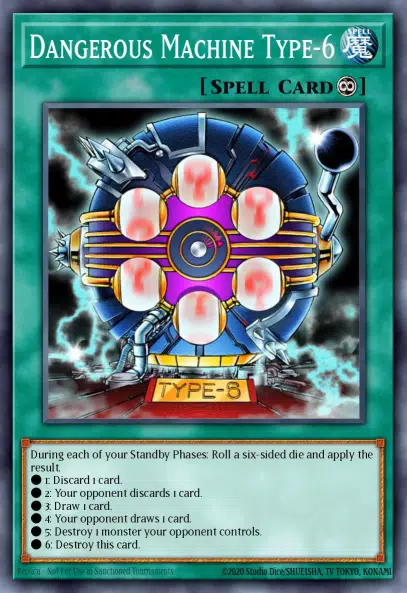 Dangerous Machine Type-6
SPELL
魔
[Spell Card]
TYPE-6
During each of your Standby Phases: Roll a six-sided die and apply the
result.
● 1: Discard 1 card.
● 2: Your opponent discards 1 card.
● 3: Draw 1 card.
● 4: Your opponent draws 1 card.
● 5: Destroy 1 monster your opponent controls.
● 6: Destroy this card.
Replica - Not For Use in Sanctioned Tournaments
©2020 Studio Dice/SHUEISHA, TV TOKYO, KONAMI